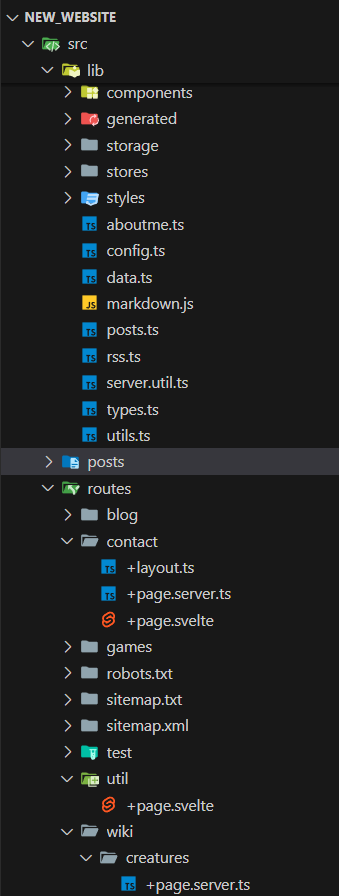 NEW_WEBSITE
src
lib
components
generated
storage
stores
styles
TS aboutme.ts
TS config.ts
TS data.ts
JS markdown.js
TS posts.ts
TS rss.ts
TS server.util.ts
TS types.ts
TS utils.ts
posts
routes
blog
contact
TS +layout.ts
TS +page.server.ts
+page.svelte
games
robots.txt
sitemap.txt
sitemap.xml
test
util
+page.svelte
wiki
creatures
TS +page.server.ts